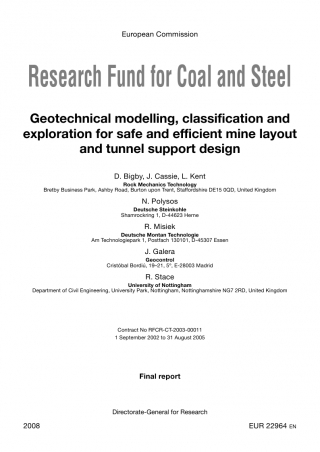 European Commission
Research Fund for Coal and Steel
Geotechnical modelling, classification and
exploration for safe and efficient mine layout
and tunnel support design
D. Bigby, J. Cassie, L. Kent
Rock Mechanics Technology
Bretby Business Park, Ashby Road, Burton upon Trent, Staffordshire DE15 0QD, United Kingdom
N. Polysos
Deutsche Steinkohle
Shamrockring 1, D-44623 Herne
R. Misiek
Deutsche Montan Technologie
Am Technologiepark 1, Postfach 130101, D-45307 Essen
J. Galera
Geocontrol
Cristóbal Bordiú, 19-21, 5º, E-28003 Madrid
R. Stace
University of Nottingham
Department of Civil Engineering, University Park, Nottingham, Nottinghamshire NG7 2RD, United Kingdom
Contract No RFCR-CT-2003-00011
1 September 2002 to 31 August 2005
Final report
Directorate-General for Research
2008 EUR 22964 EN